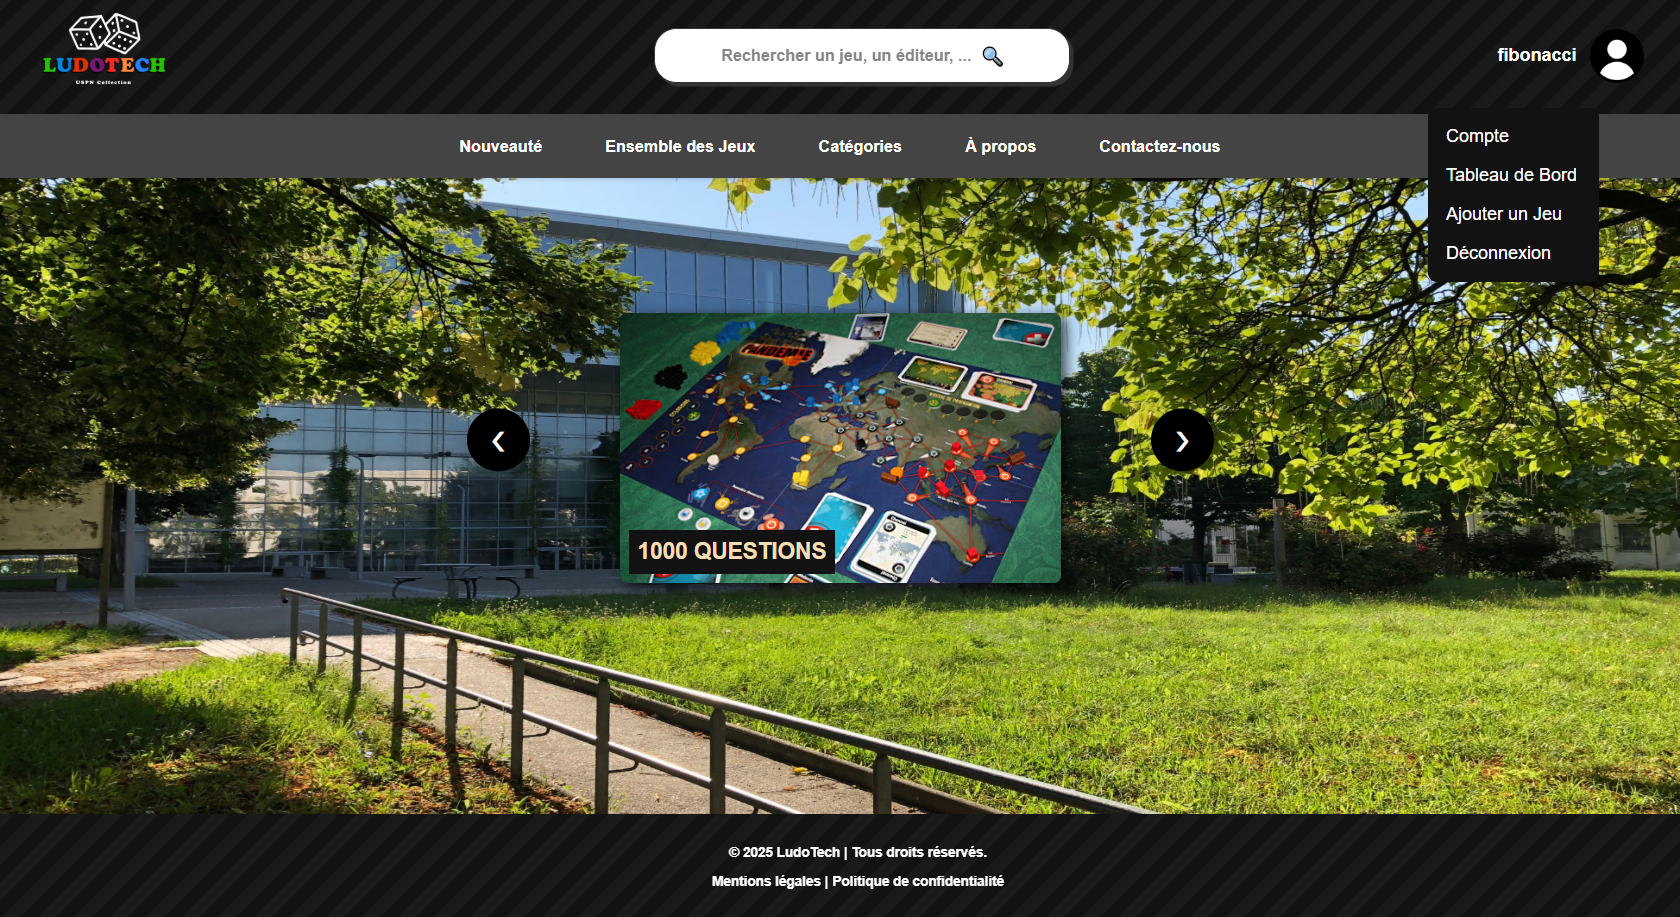 LUDOTECH
USPN Collection
Rechercher un jeu, un éditeur, ...
fibonacci
Nouveauté
Ensemble des Jeux
Catégories
À propos
Contactez-nous
Compte
Tableau de Bord
Ajouter un Jeu
Déconnexion
1000 QUESTIONS
© 2025 LudoTech | Tous droits réservés.
Mentions légales | Politique de confidentialité